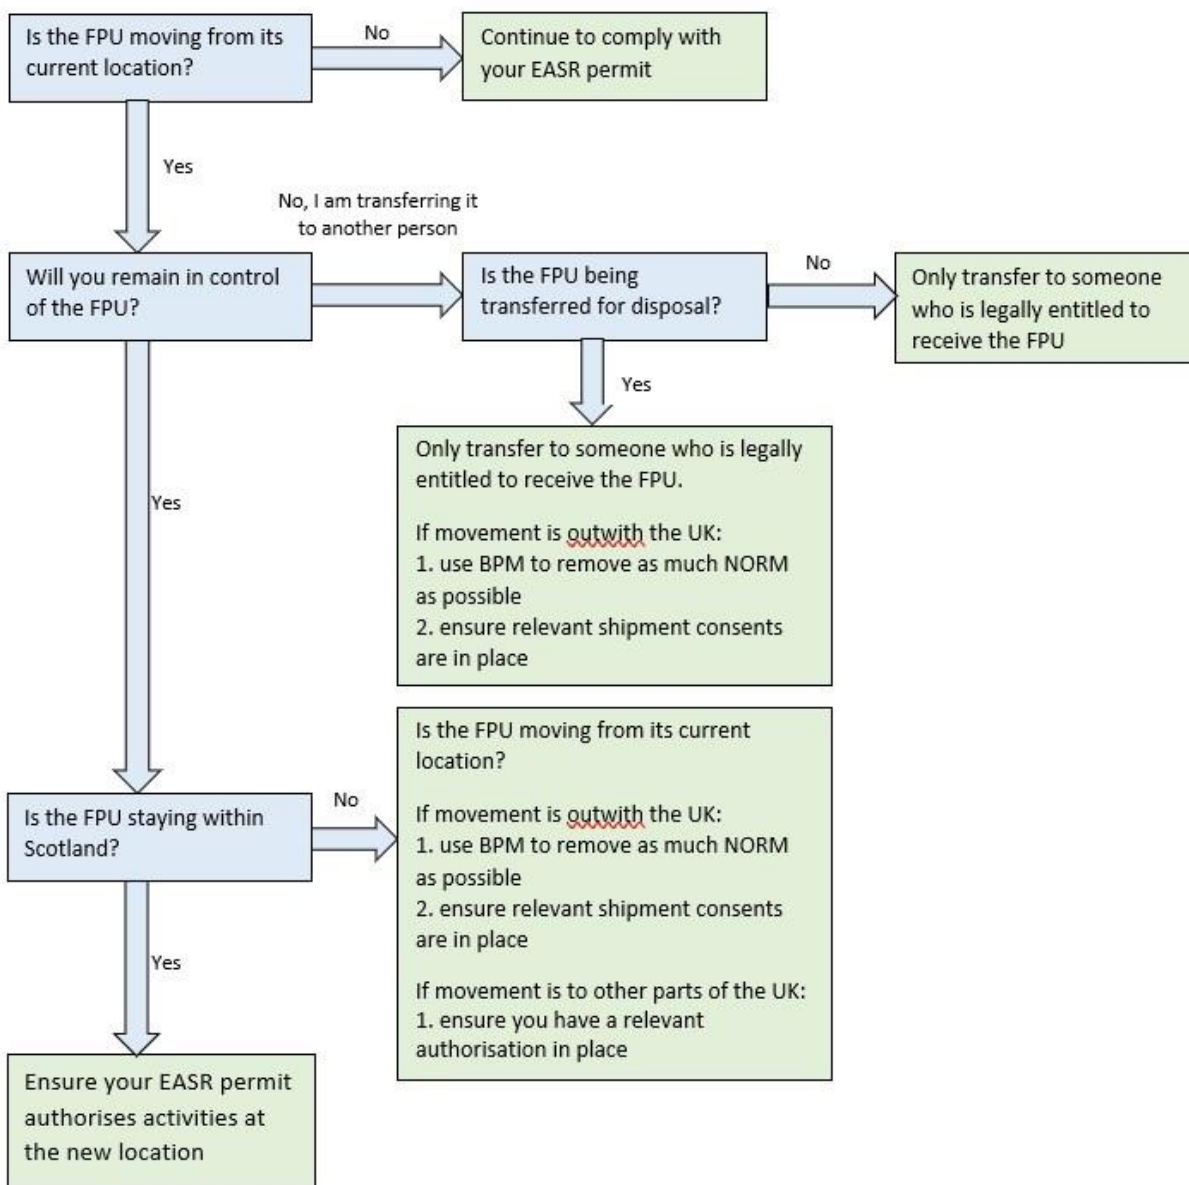 Is the FPU moving from its
current location?
No
Continue to comply with
your EASR permit
Yes
No, I am transferring it
to another person
Will you remain in control
of the FPU?
Is the FPU being
transferred for disposal?
No
Only transfer to someone
who is legally entitled to
receive the FPU
Yes
Only transfer to someone who is legally
entitled to receive the FPU.
If movement is outwith the UK:
1. use BPM to remove as much NORM
as possible
2. ensure relevant shipment consents
are in place
Yes
Is the FPU staying within
Scotland?
No
Is the FPU moving from its current
location?
If movement is outwith the UK:
1. use BPM to remove as much NORM
as possible
2. ensure relevant shipment consents
are in place
If movement is to other parts of the UK:
1. ensure you have a relevant
authorisation in place
Yes
Ensure your EASR permit
authorises activities at
the new location